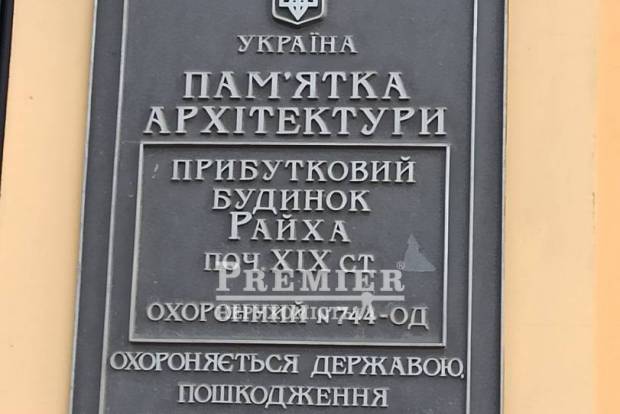 УКРАЇНА
ПАМ'ЯТКА
АРХІТЕКТУРИ
ПРИБУТКОВИЙ
БУДИНОК
РАЙХА
ПОЧ. XIX СТ
PREMIER ®
ОХОРОННИЙ №744-ОД
ОХОРОНЯЄТЬСЯ ДЕРЖАВОЮ,
ПОШКОДЖЕННЯ